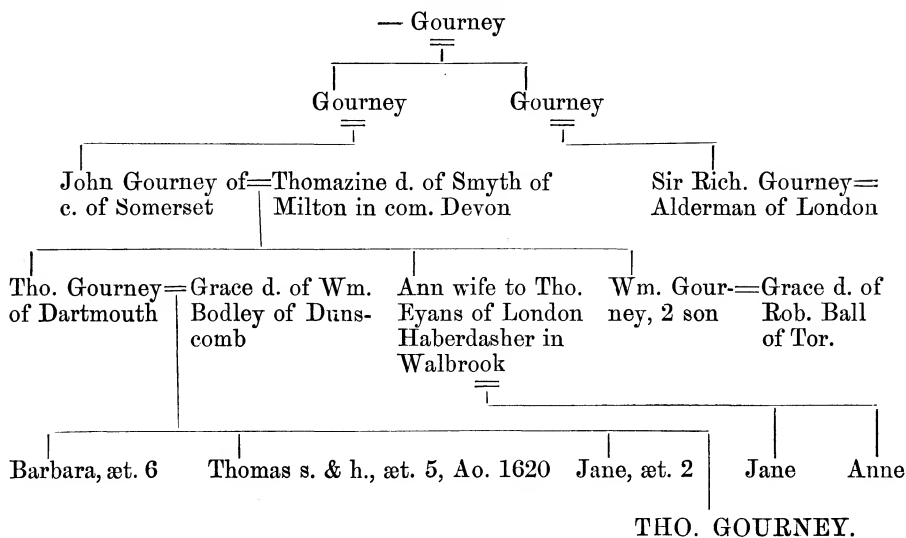 — Gourney
Gourney
Gourney
John Gourney of=Thomazine d. of Smyth of
c. of Somerset
Milton in com. Devon
Sir Rich. Gourney=
Alderman of London
Tho. Gourney=Grace d. of Wm.
of Dartmouth
Bodley of Duns-
comb
Ann wife to Tho.
Eyans of London
Haberdasher in
Walbrook
Wm. Gour-=Grace d. of
ney, 2 son
Rob. Ball
of Tor.
Barbara, æt. 6
Thomas s. & h., æt. 5, Ao. 1620
Jane, æt. 2
Jane
Anne
THO. GOURNEY.